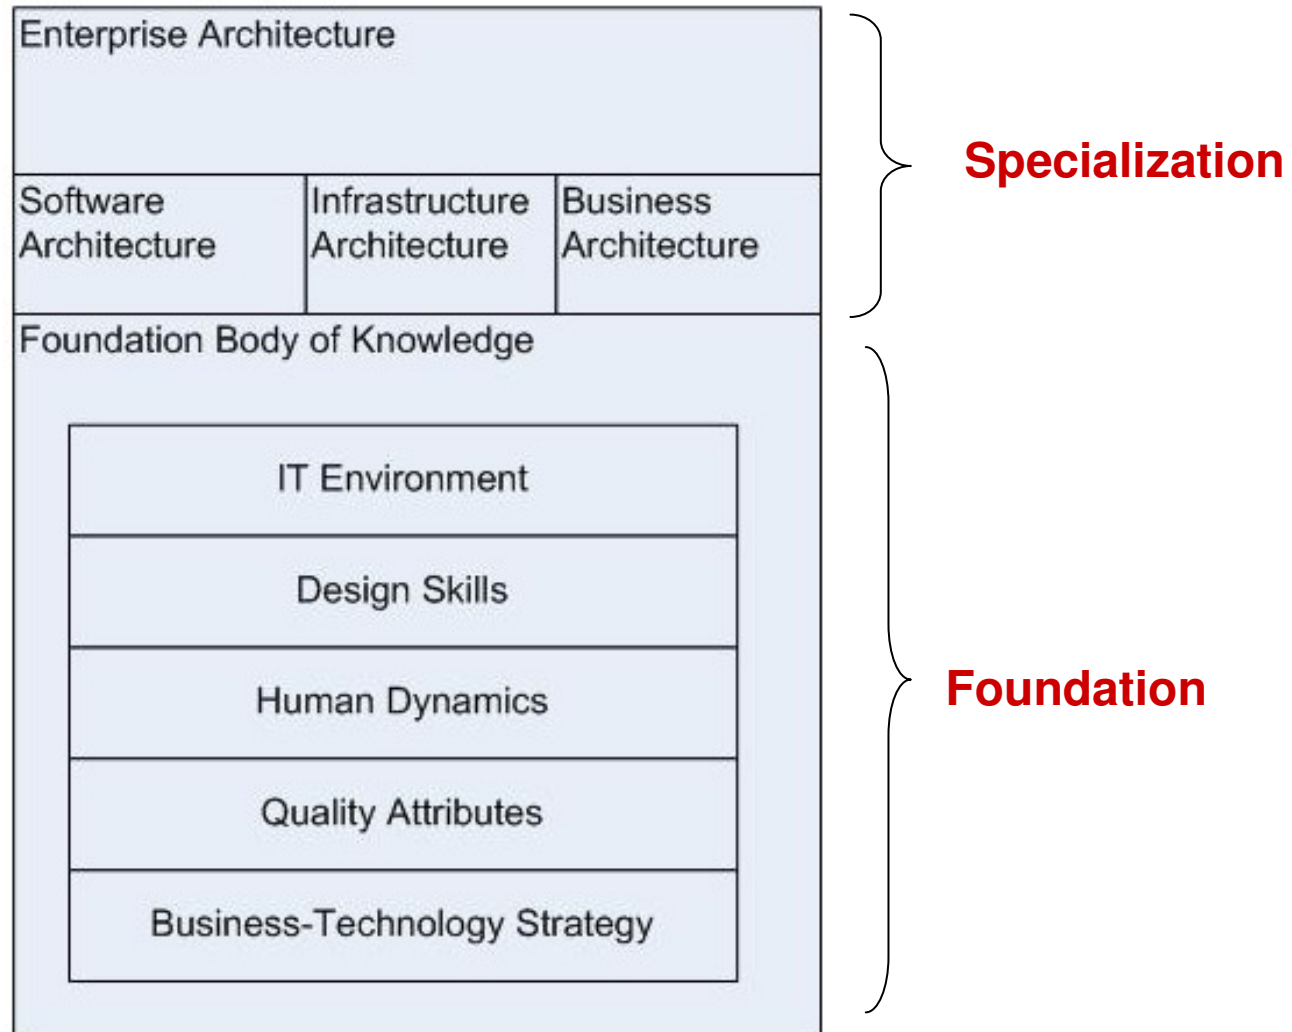 Enterprise Architecture
Specialization
Software
Architecture
Infrastructure
Architecture
Business
Architecture
Foundation Body of Knowledge
IT Environment
Design Skills
Human Dynamics
Foundation
Quality Attributes
Business-Technology Strategy